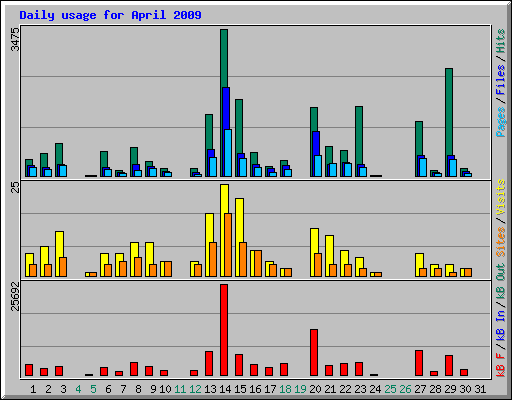 Daily usage for April 2009
3475
Pages / Files / Hits
25
Sites / Visits
25692
kB F / kB In / kB Out
1 2 3 4 5 6 7 8 9 10 11 12 13 14 15 16 17 18 19 20 21 22 23 24 25 26 27 28 29 30 31